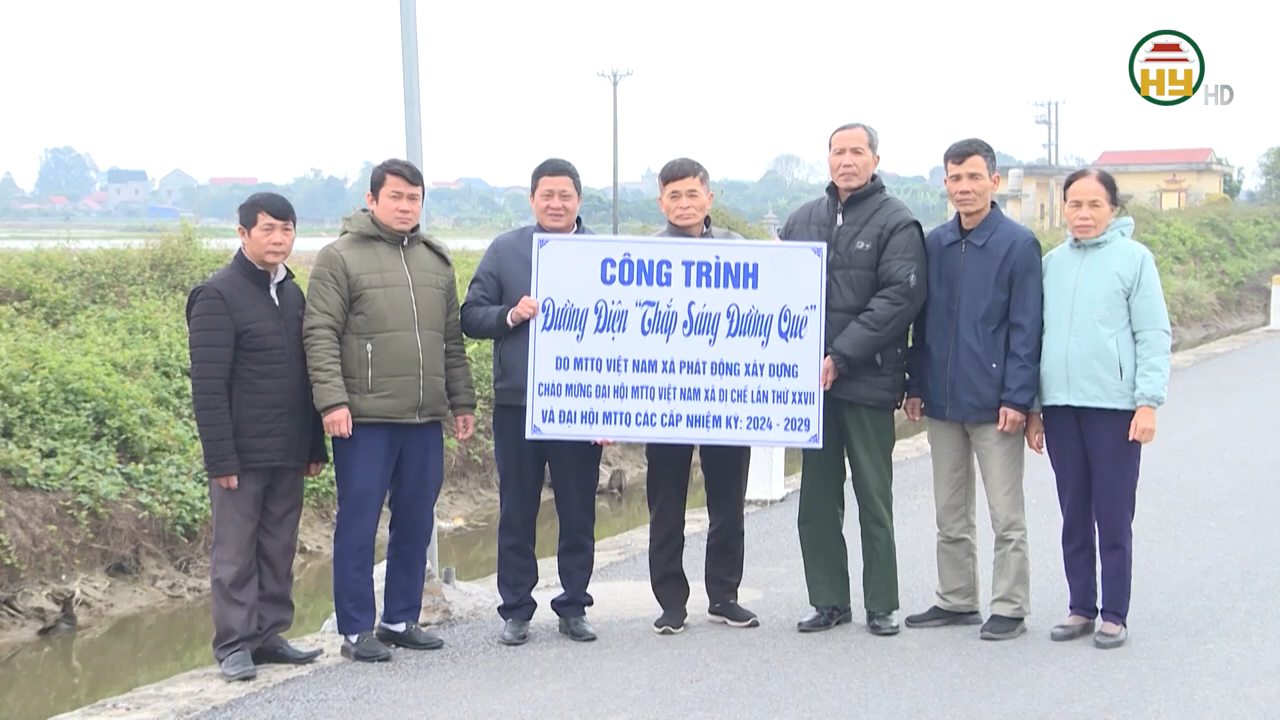 HY HD
CÔNG TRÌNH
Đường Điện "Thắp Sáng Đường Quê"
DO MTTQ VIỆT NAM XÃ PHÁT ĐỘNG XÂY DỰNG
CHÀO MỪNG ĐẠI HỘI MTTQ VIỆT NAM XÃ DI CHẾ LẦN THỨ XXVII
VÀ ĐẠI HỘI MTTQ CÁC CẤP NHIỆM KỲ: 2024 - 2029